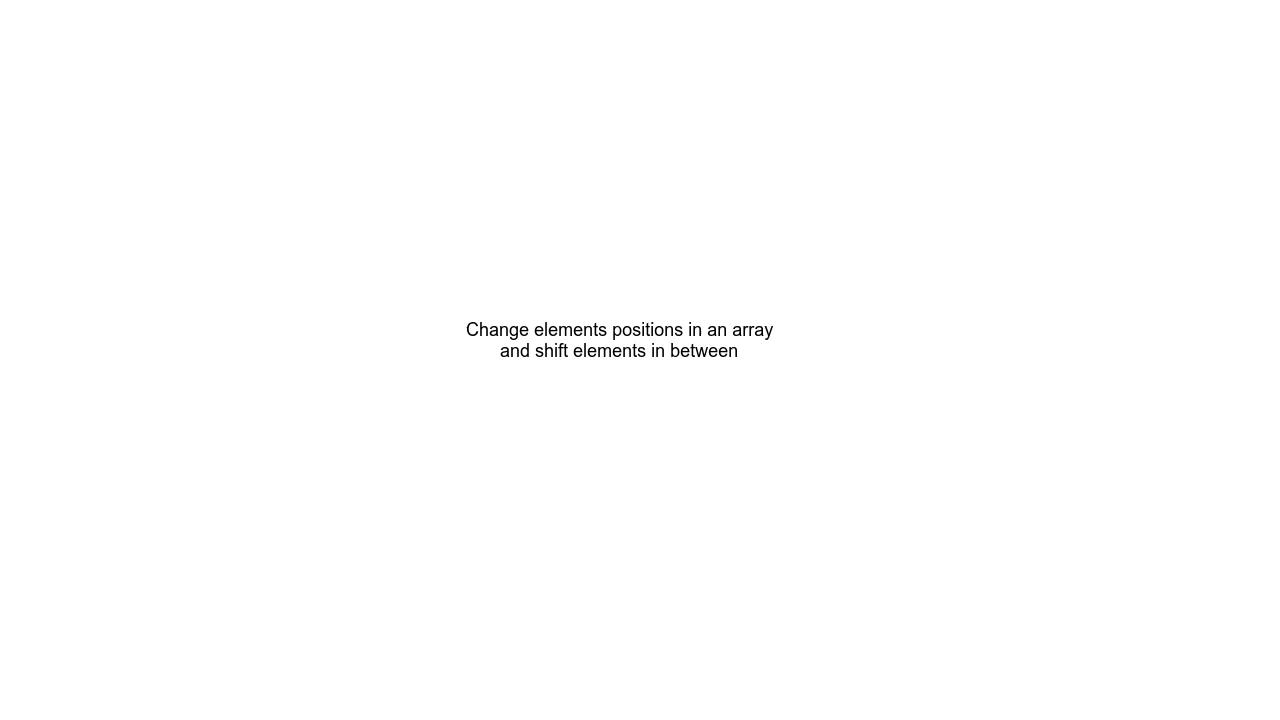 Change elements positions in an array
and shift elements in between